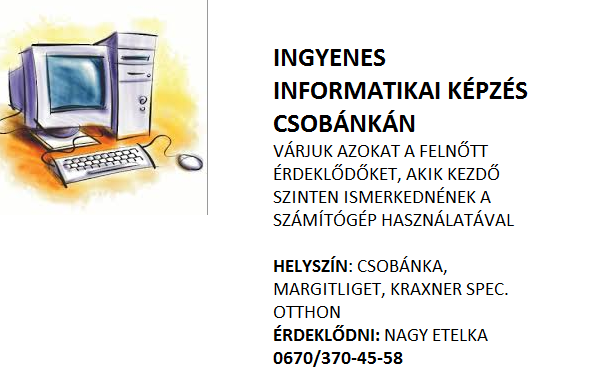 INGYENES
INFORMATIKAI KÉPZÉS
CSOBÁNKÁN
VÁRJUK AZOKAT A FELNŐTT
ÉRDEKLŐDŐKET, AKIK KEZDŐ
SZINTEN ISMERKEDNÉNEK A
SZÁMÍTÓGÉP HASZNÁLATÁVAL
HELYSZÍN: CSOBÁNKA,
MARGITLIGET, KRAXNER SPEC.
OTTHON
ÉRDEKLŐDNI: NAGY ETELKA
0670/370-45-58